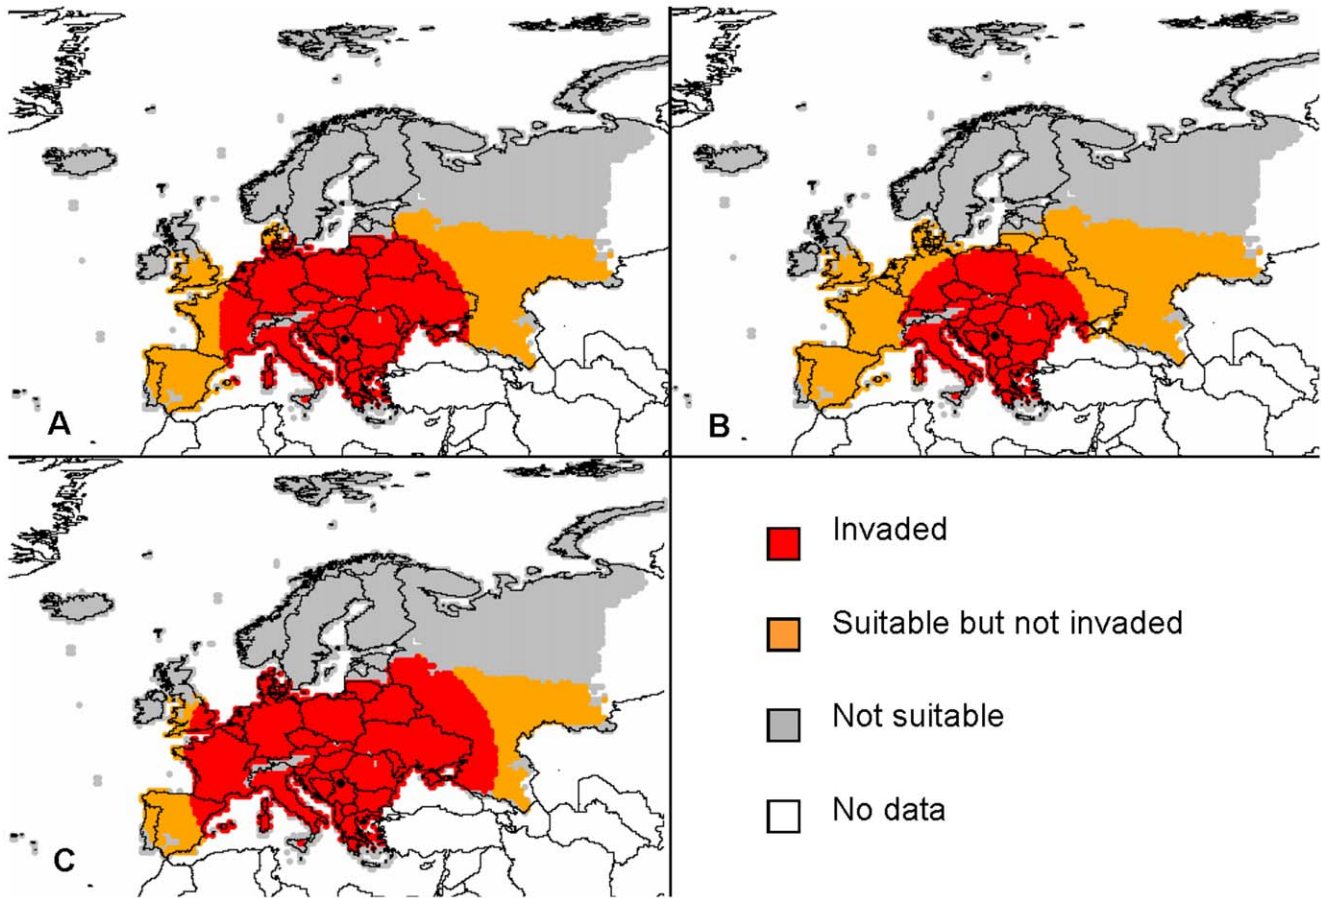 A
B
C
Invaded
Suitable but not invaded
Not suitable
No data